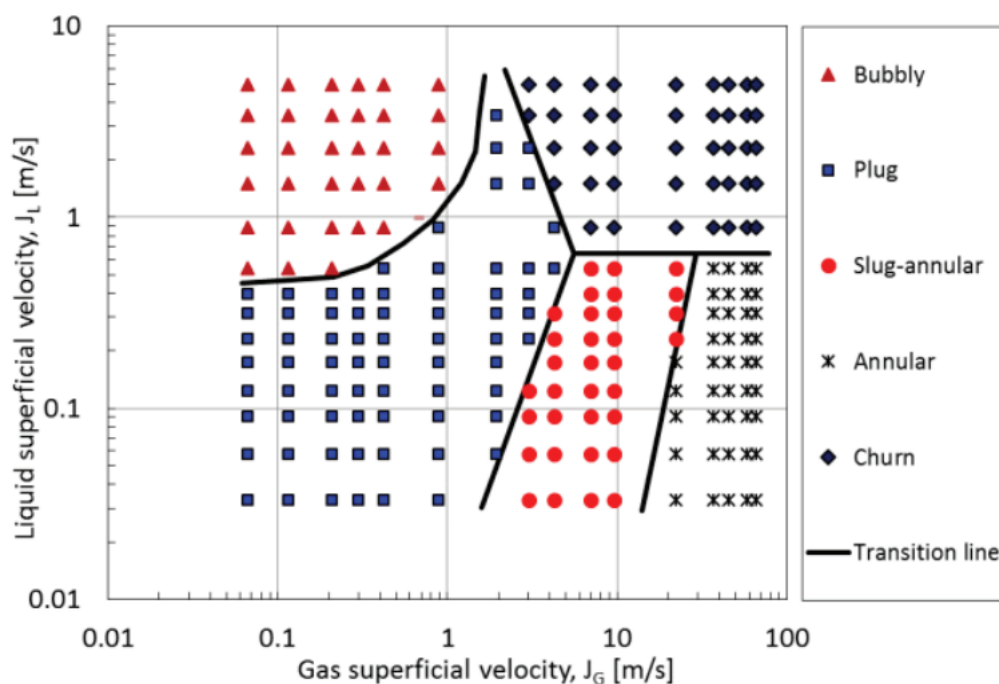 10
1
0.1
0.01
0.01
0.1
1
10
100
Liquid superficial velocity, J_L [m/s]
Gas superficial velocity, J_G [m/s]
Bubbly
Plug
Slug-annular
Annular
Churn
Transition line